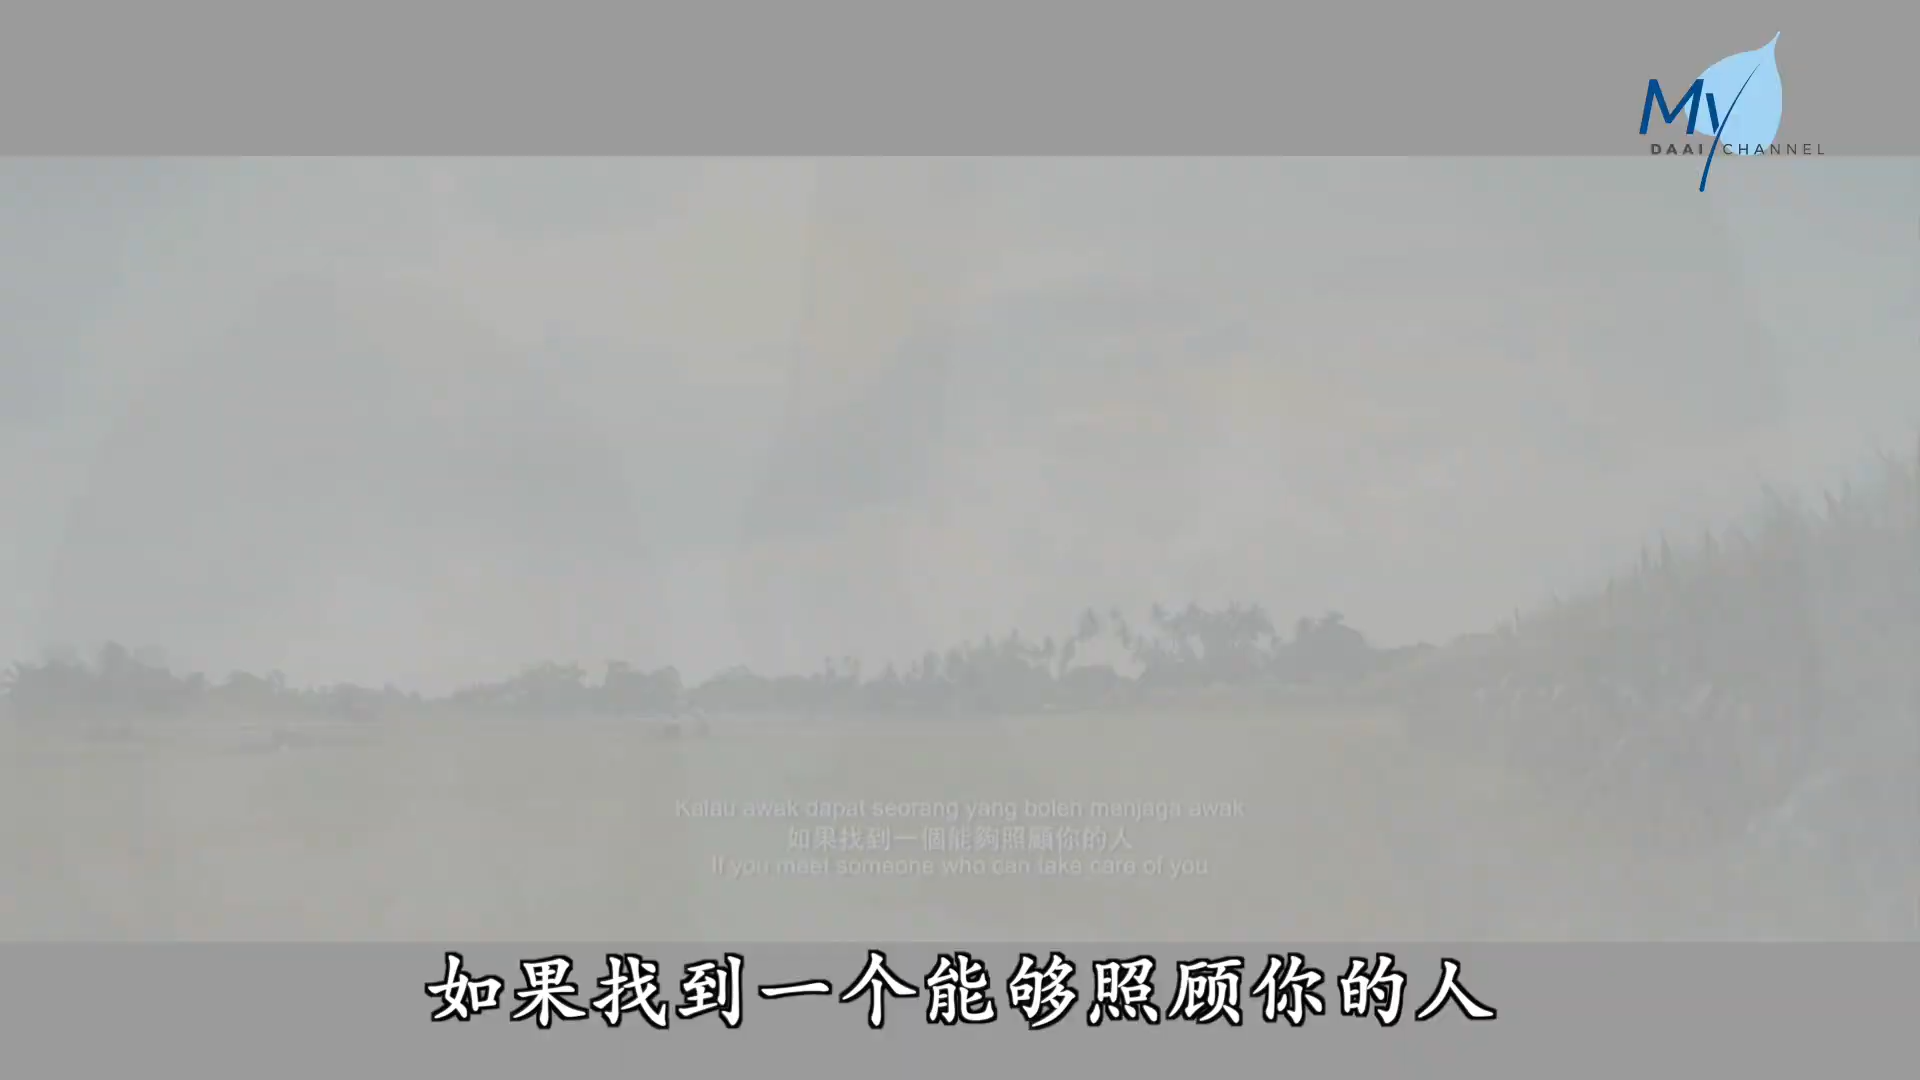 My
DAAI CHANNEL
Kalau awak dapat seorang yang boleh menjaga awak
如果找到一個能夠照顧你的人
If you meet someone who can take care of you
如果找到一个能够照顾你的人